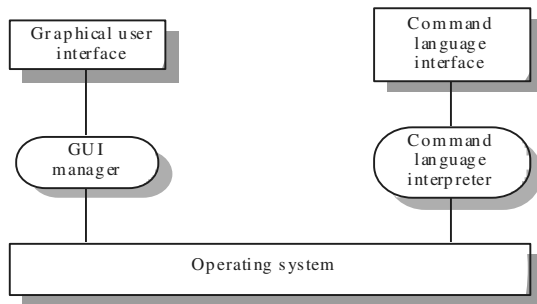 Graphical user
interface
Command
language
interface
GUI
manager
Command
language
interpreter
Operating system